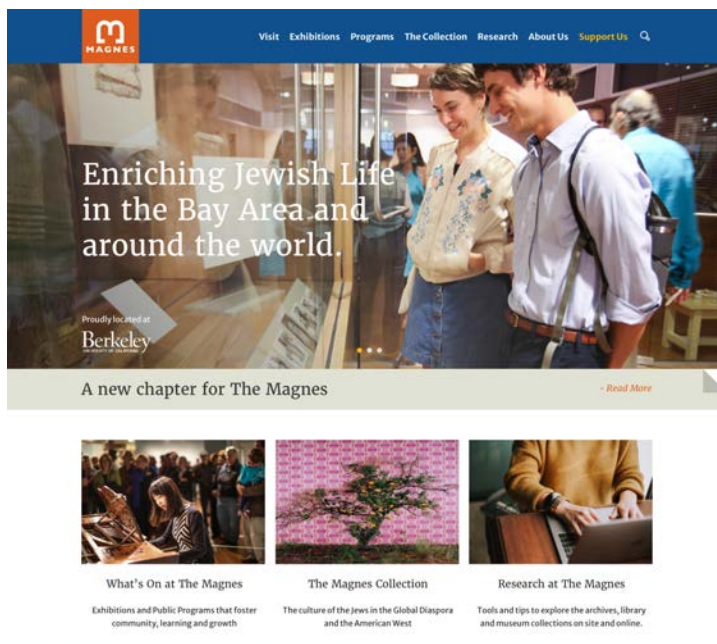 MAGNES
Visit Exhibitions Programs The Collection Research About Us Support Us
Enriching Jewish Life
in the Bay Area and
around the world.
Proudly located at
Berkeley
UNIVERSITY OF CALIFORNIA
A new chapter for The Magnes
- Read More
What's On at The Magnes
Exhibitions and Public Programs that foster
community, learning and growth
The Magnes Collection
The culture of the Jews in the Global Diaspora
and the American West
Research at The Magnes
Tools and tips to explore the archives, library
and museum collections on site and online.